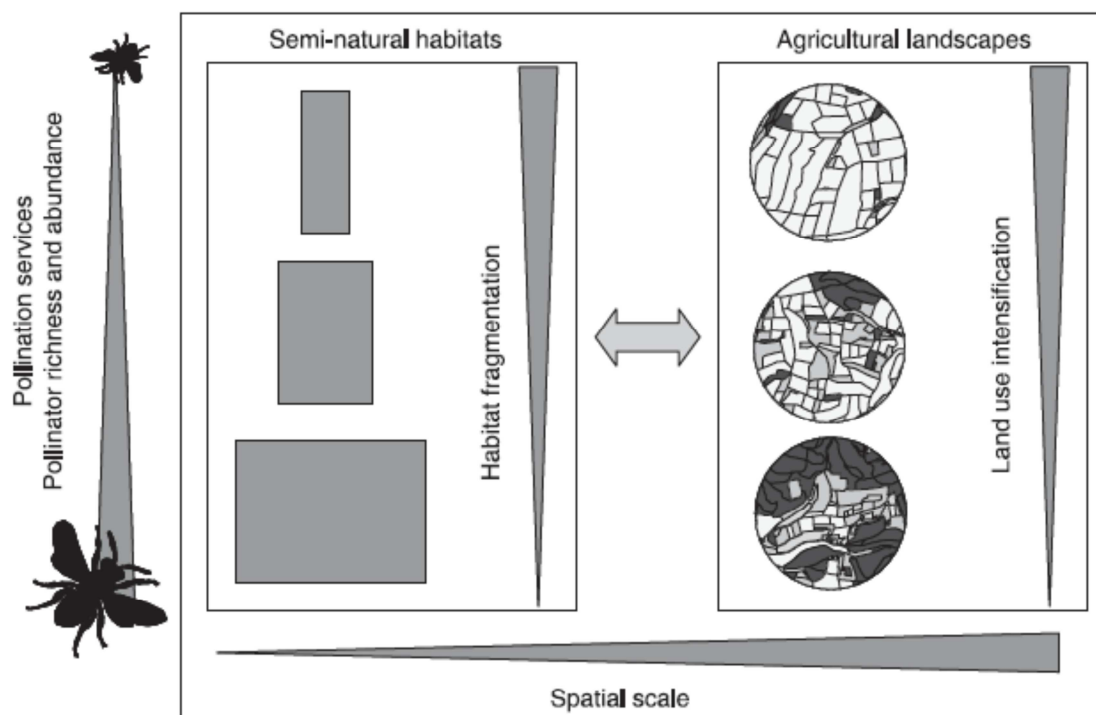 Semi-natural habitats
Agricultural landscapes
Pollination services
Pollinator richness and abundance
Habitat fragmentation
Land use intensification
Spatial scale